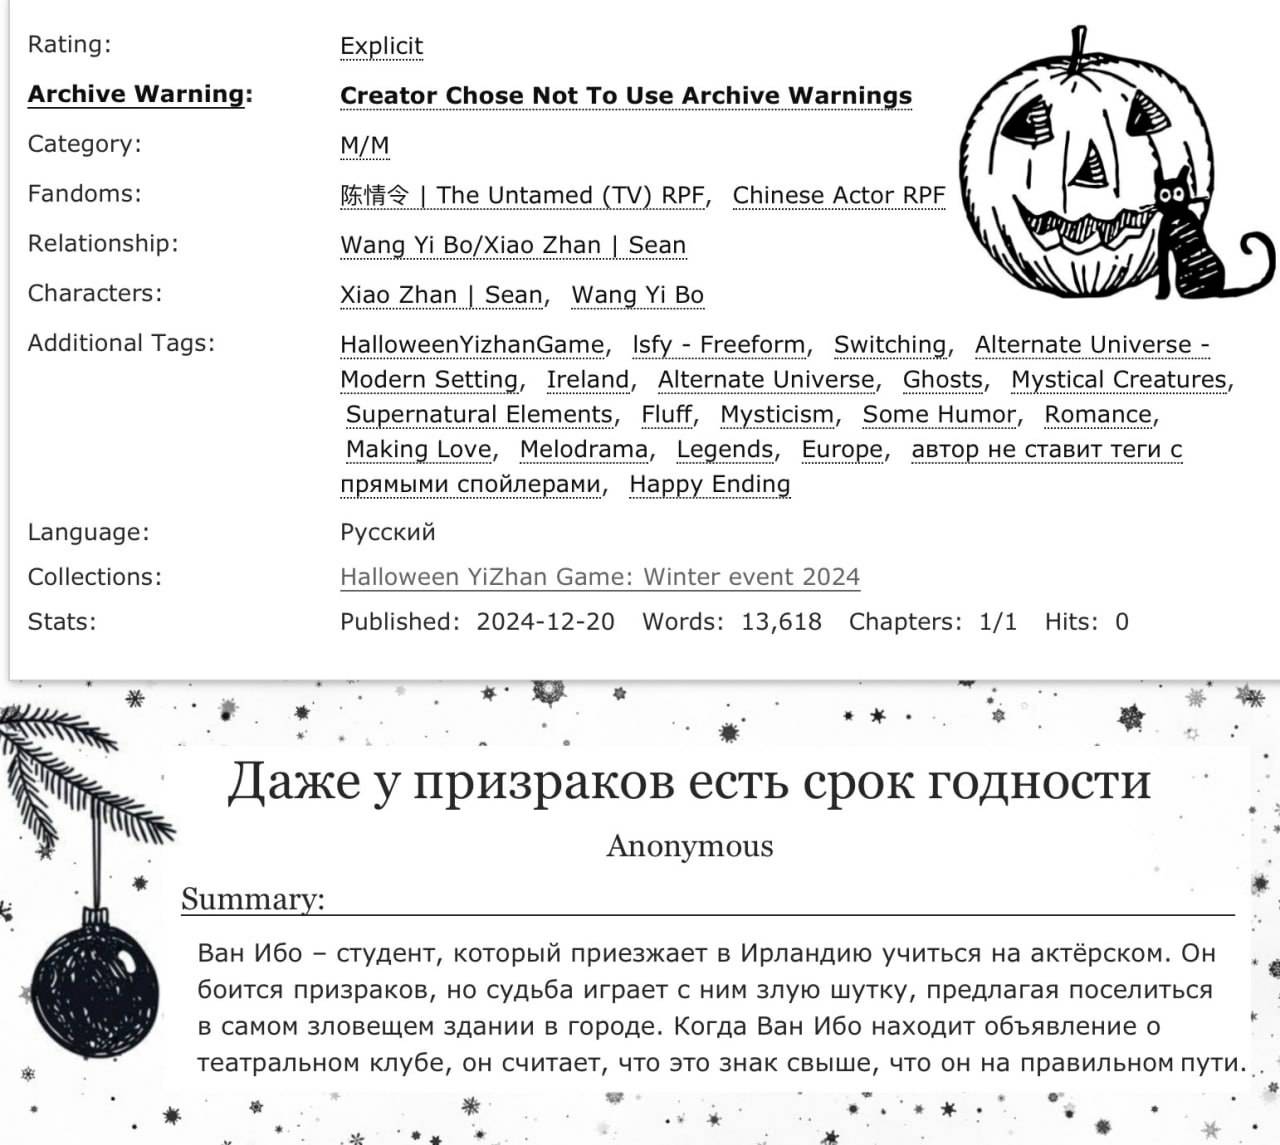 Rating: Explicit
Archive Warning: Creator Chose Not To Use Archive Warnings
Category: M/M
Fandoms: 陈情令 | The Untamed (TV) RPF, Chinese Actor RPF
Relationship: Wang Yi Bo/Xiao Zhan | Sean
Characters: Xiao Zhan | Sean, Wang Yi Bo
Additional Tags: HalloweenYizhanGame, lsfy - Freeform, Switching, Alternate Universe -
Modern Setting, Ireland, Alternate Universe, Ghosts, Mystical Creatures,
Supernatural Elements, Fluff, Mysticism, Some Humor, Romance,
Making Love, Melodrama, Legends, Europe, автор не ставит теги с
прямыми спойлерами, Happy Ending
Language: Русский
Collections: Halloween YiZhan Game: Winter event 2024
Stats: Published: 2024-12-20 Words: 13,618 Chapters: 1/1 Hits: 0
Даже у призраков есть срок годности
Anonymous
Summary:
Ван Ибо – студент, который приезжает в Ирландию учиться на актёрском. Он
боится призраков, но судьба играет с ним злую шутку, предлагая поселиться
в самом зловещем здании в городе. Когда Ван Ибо находит объявление о
театральном клубе, он считает, что это знак свыше, что он на правильном пути.